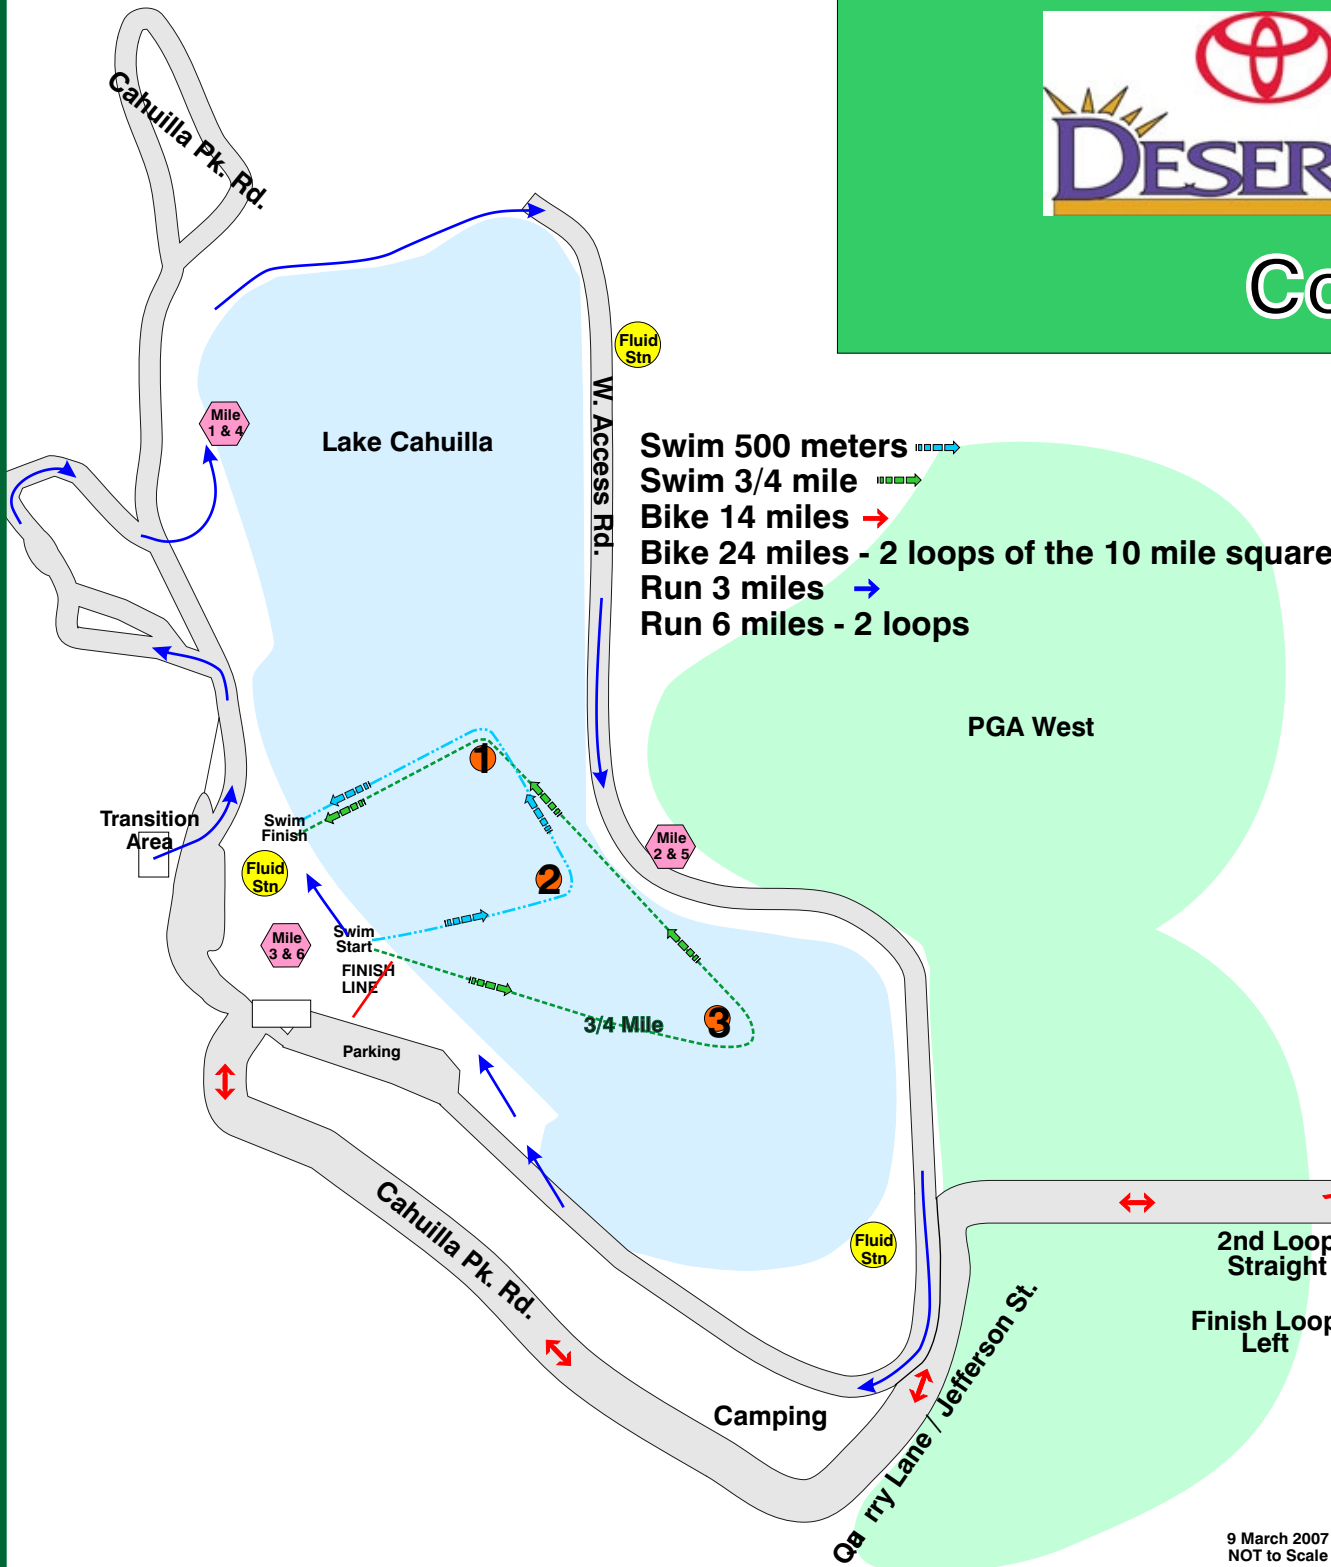 DESER
Co
Cahuilla Pk. Rd.
Fluid
Stn
W. Access Rd.
Mile
1 & 4
Lake Cahuilla
Swim 500 meters
Swim 3/4 mile
Bike 14 miles
Bike 24 miles - 2 loops of the 10 mile square
Run 3 miles
Run 6 miles - 2 loops
PGA West
1
Transition
Area
Swim
Finish
Mile
2 & 5
Fluid
Stn
2
Mile
3 & 6
Swim
Start
FINISH
LINE
3/4 Mile
3
Parking
Cahuilla Pk. Rd.
Fluid
Stn
2nd Loop
Straight
Finish Loop
Left
Quarry Lane / Jefferson St.
Camping
9 March 2007
NOT to Scale